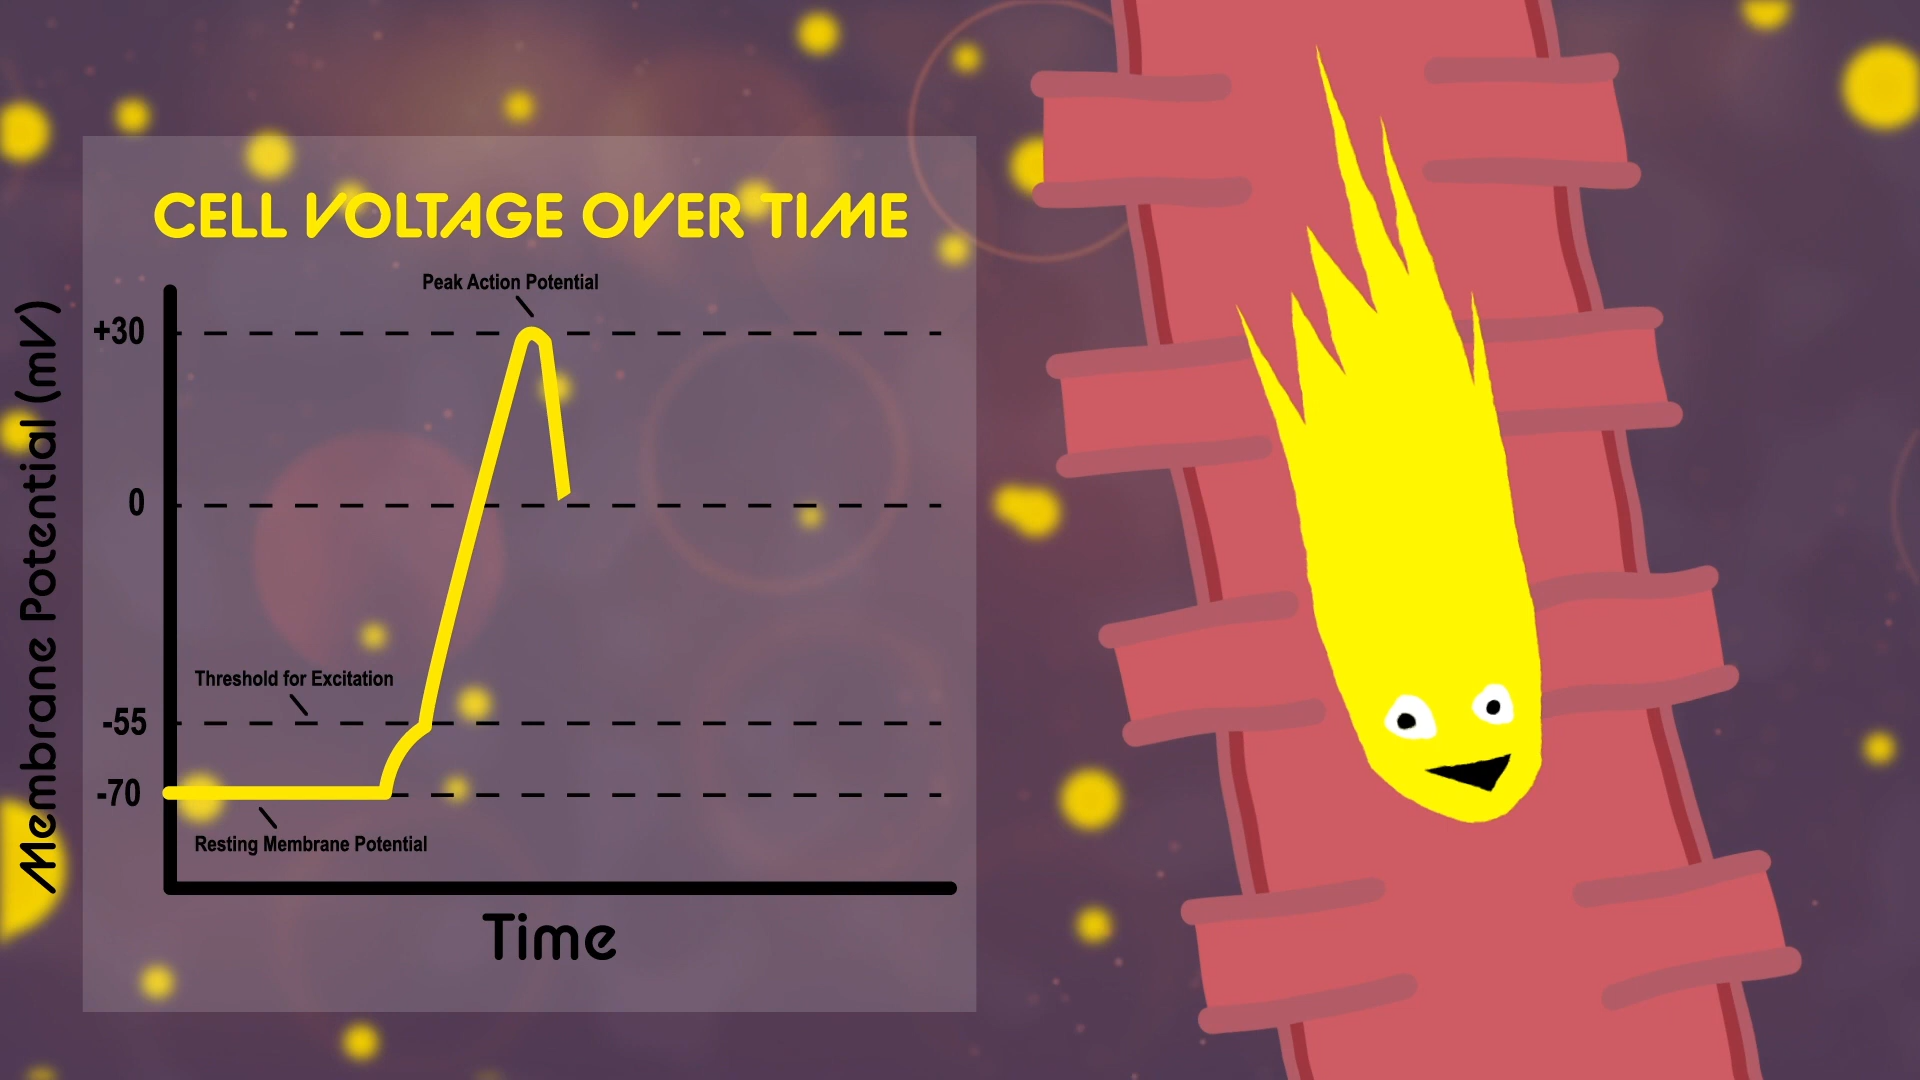 CELL VOLTAGE OVER TIME
Peak Action Potential
+30
0
Threshold for Excitation
-55
-70
Resting Membrane Potential
Membrane Potential (mV)
Time